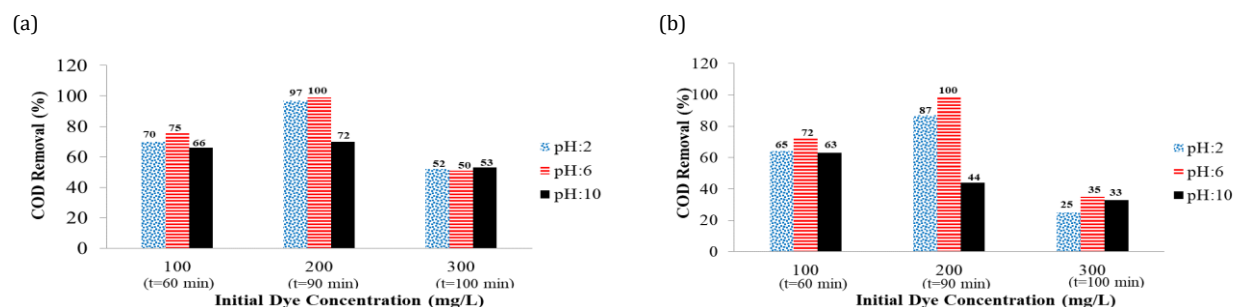 (a)
COD Removal (%)
120
100
80
60
40
20
0
70 75 66
97 100 72
52 50 53
pH:2
pH:6
pH:10
100 200 300
(t=60 min) (t=90 min) (t=100 min)
Initial Dye Concentration (mg/L)
(b)
COD Removal (%)
120
100
80
60
40
20
0
65 72 63
87 100 44
25 35 33
pH:2
pH:6
pH:10
100 200 300
(t=60 min) (t=90 min) (t=100 min)
Initial Dye Concentration (mg/L)